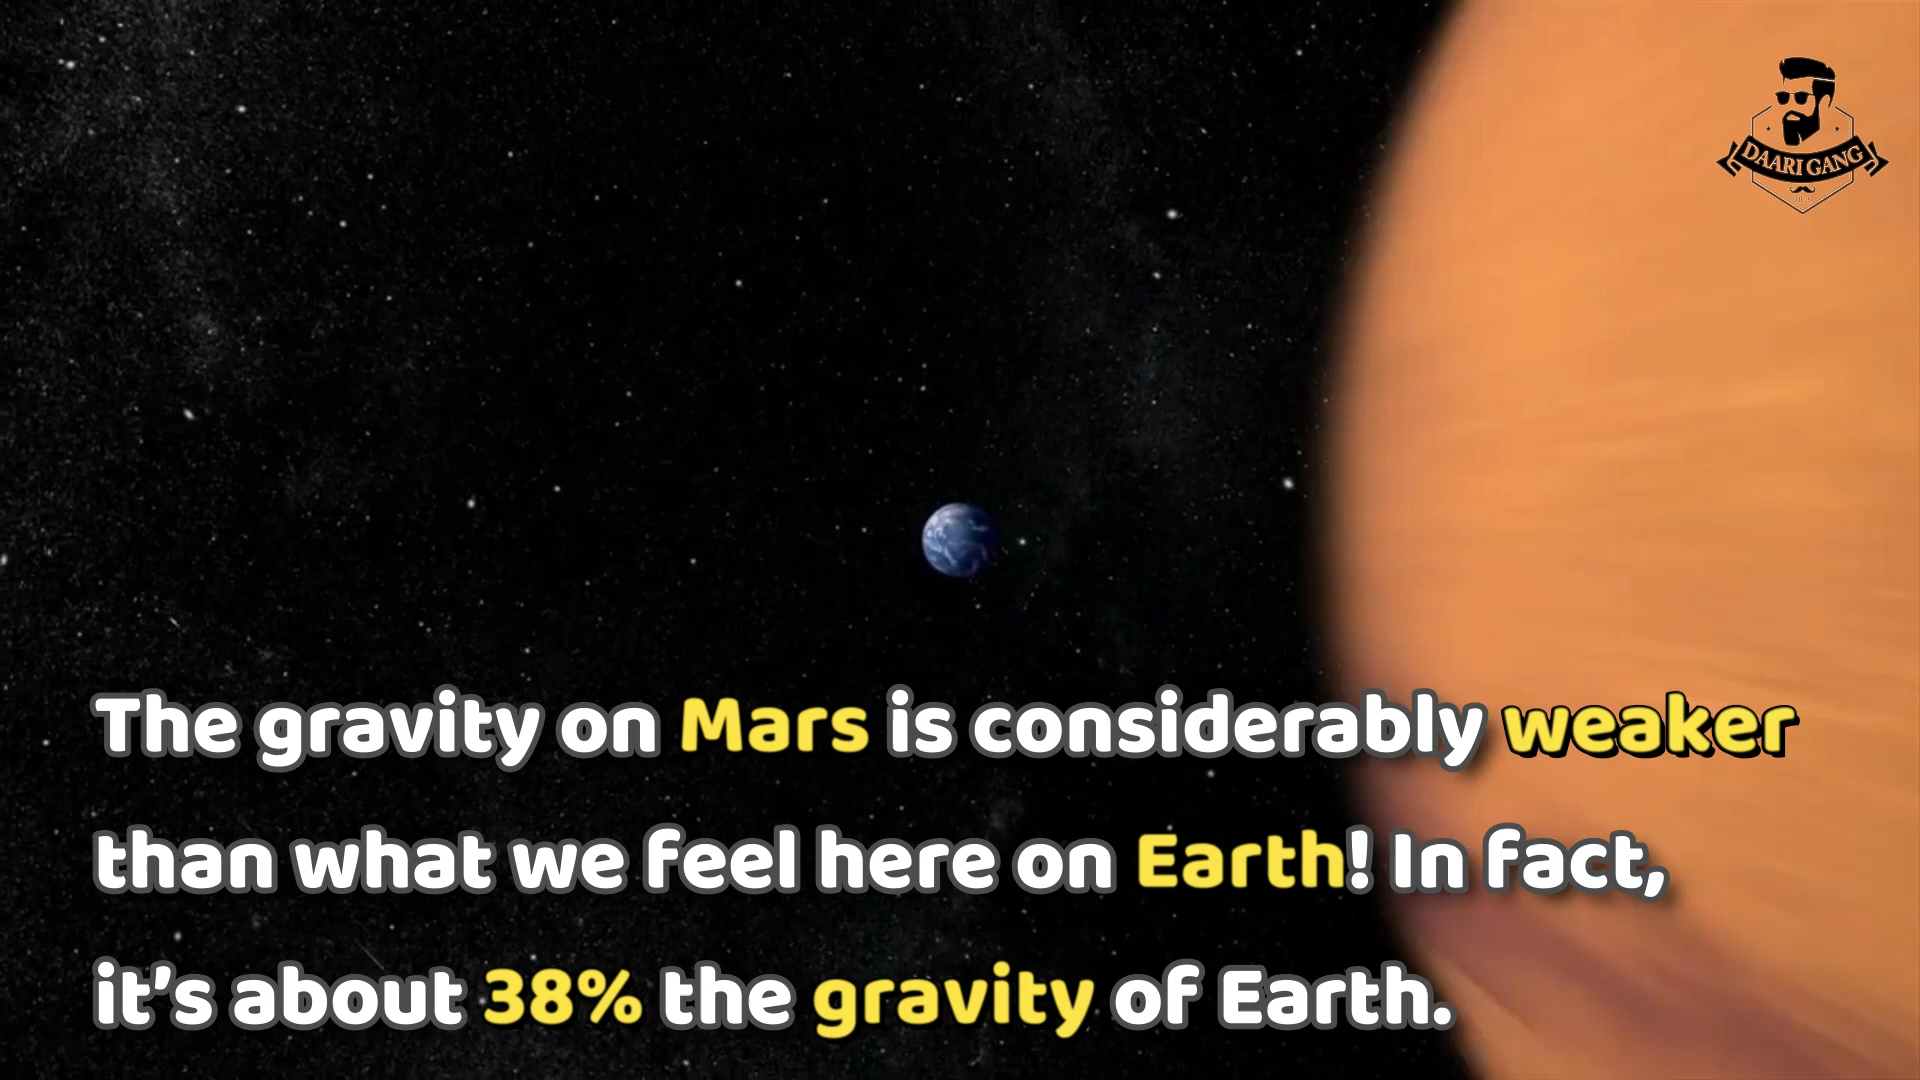 DAARI GANG
The gravity on Mars is considerably weaker
than what we feel here on Earth! In fact,
it's about 38% the gravity of Earth.